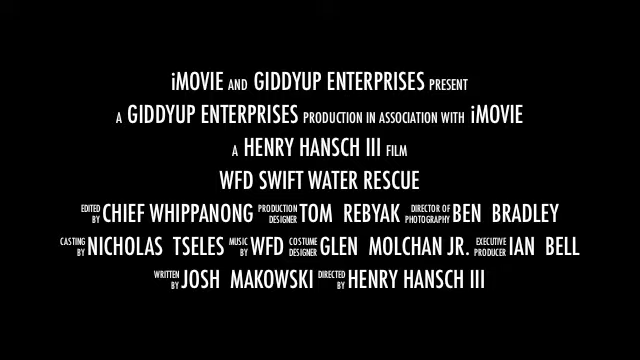 iMOVIE AND GIDDYUP ENTERPRISES PRESENT
A GIDDYUP ENTERPRISES PRODUCTION IN ASSOCIATION WITH iMOVIE
A HENRY HANSCH III FILM
WFD SWIFT WATER RESCUE
EDITED BY CHIEF WHIPPANONG PRODUCTION DESIGNER TOM REBYAK DIRECTOR OF PHOTOGRAPHY BEN BRADLEY
CASTING BY NICHOLAS TSELES MUSIC BY WFD COSTUME DESIGNER GLEN MOLCHAN JR. EXECUTIVE PRODUCER IAN BELL
WRITTEN BY JOSH MAKOWSKI DIRECTED BY HENRY HANSCH III